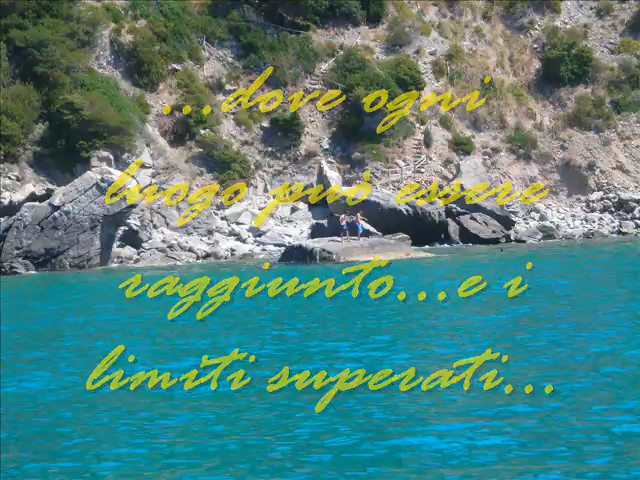 ...dove ogni
luogo può essere
raggiunto...e i
limiti superati...